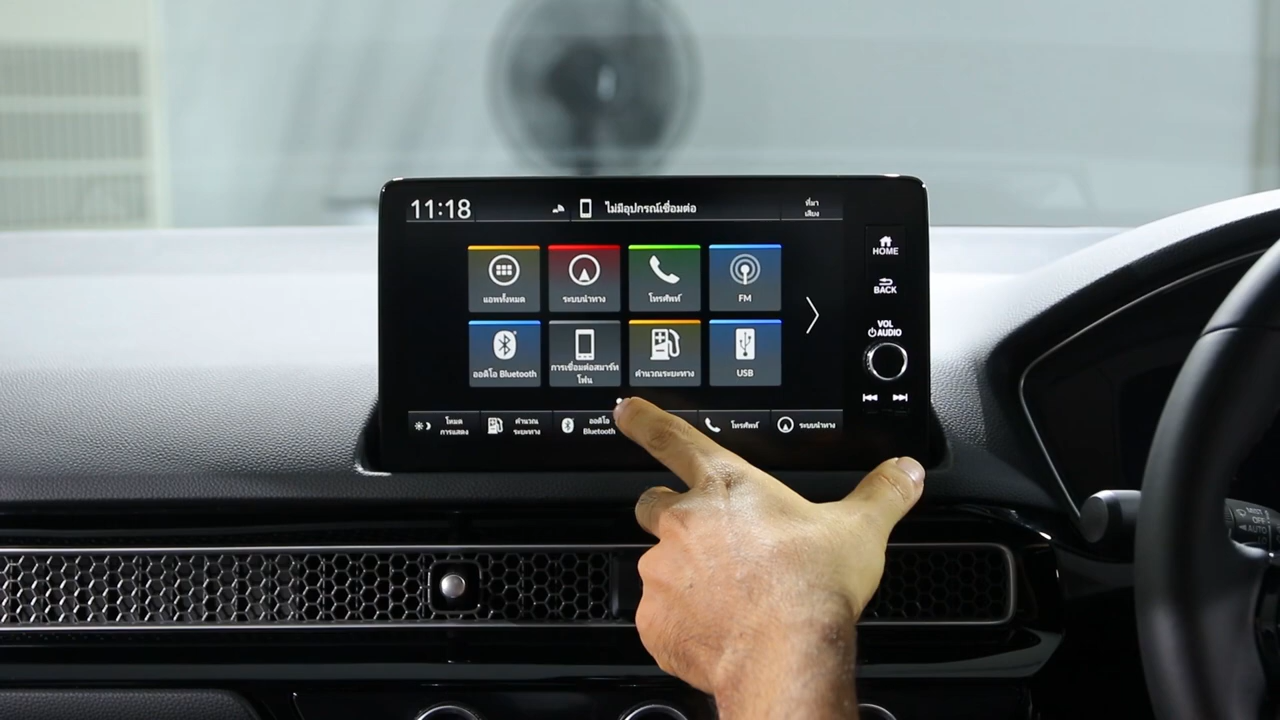 11:18
ไม่มีอุปกรณ์เชื่อมต่อ
ที่มา
เสียง
แอพทั้งหมด
ระบบนำทาง
โทรศัพท์
FM
ออดิโอ Bluetooth
การเชื่อมต่อสมาร์ท
โฟน
คำนวณระยะทาง
USB
โหมด
การแสดง
คำนวณ
ระยะทาง
ออดิโอ
Bluetooth
โทรศัพท์
ระบบนำทาง
HOME
BACK
VOL
AUDIO
MIST
OFF
AUTO